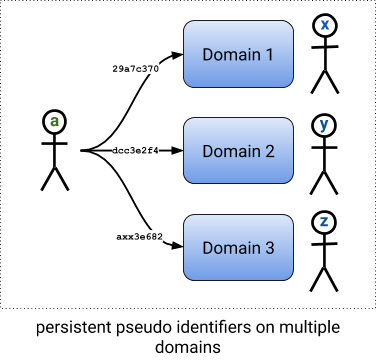 x
29a7c370
Domain 1
a
y
dcc3e2f4
Domain 2
z
axx3e682
Domain 3
persistent pseudo identifiers on multiple
domains